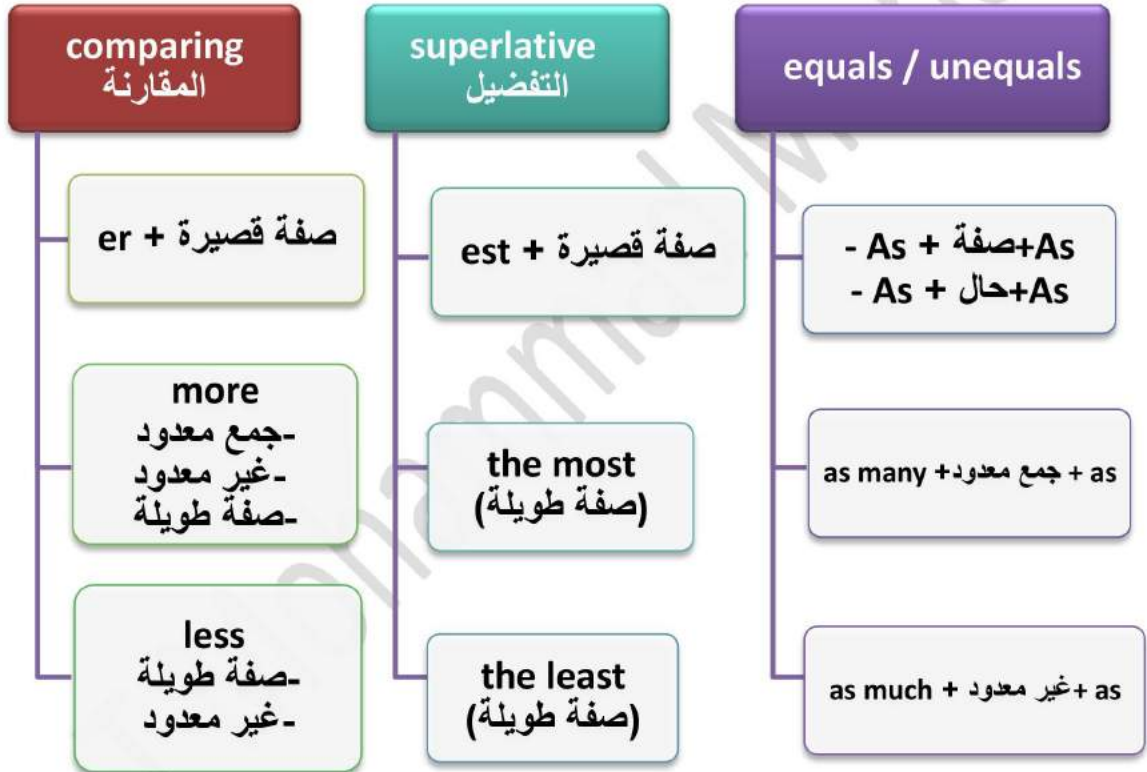 comparing
المقارنة
er + صفة قصيرة
more
-جمع معدود
-غير معدود
-صفة طويلة
less
-صفة طويلة
-غير معدود
superlative
التفضيل
est + صفة قصيرة
the most
(صفة طويلة)
the least
(صفة طويلة)
equals / unequals
- As + صفة+As
- As + حال+As
as many +جمع معدود + as
as much + غير معدود+ as